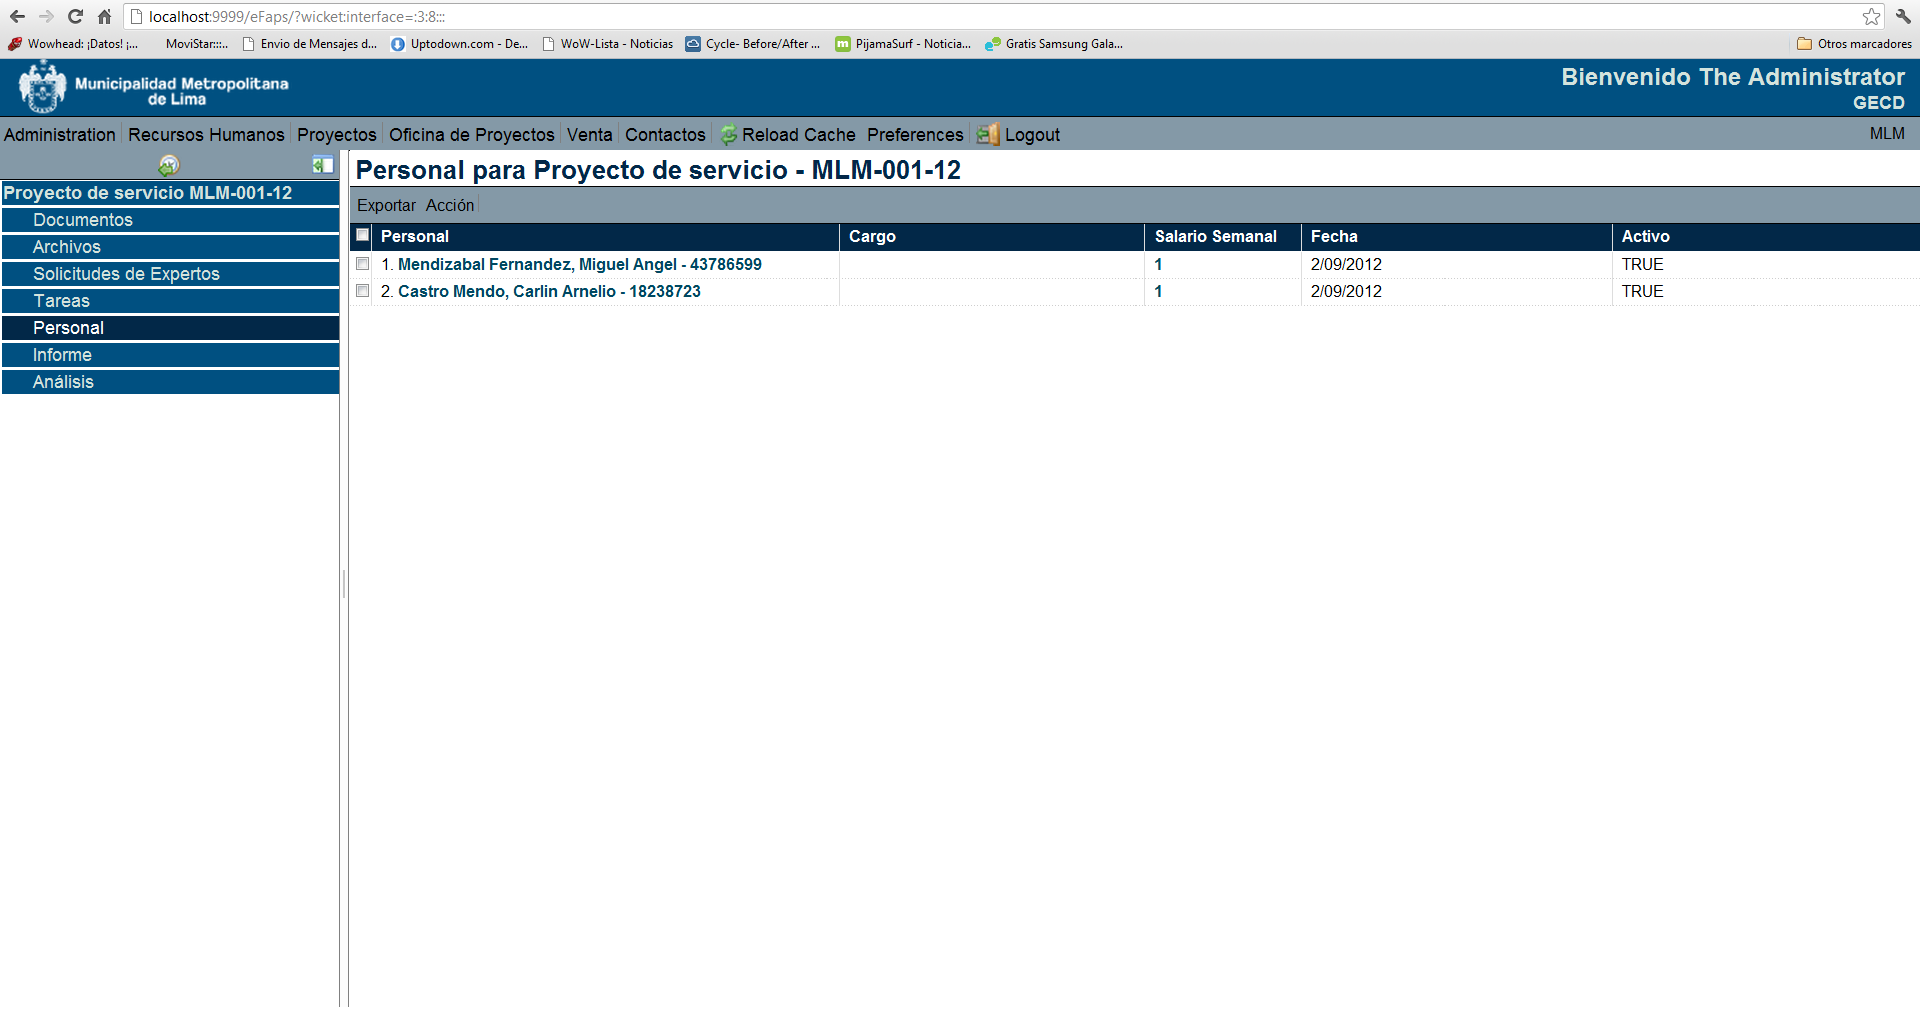 localhost:9999/eFaps/?wicket:interface=:3:8:::
Wowhead: ¡Datos! ¡... MoviStar:::.. Envio de Mensajes d... Uptodown.com - De... WoW-Lista - Noticias Cycle- Before/After ... PijamaSurf - Noticia... Gratis Samsung Gala... Otros marcadores
Municipalidad Metropolitana
de Lima
Bienvenido The Administrator
GECD
Administration Recursos Humanos Proyectos Oficina de Proyectos Venta Contactos Reload Cache Preferences Logout MLM
Proyecto de servicio MLM-001-12
Documentos
Archivos
Solicitudes de Expertos
Tareas
Personal
Informe
Análisis
Personal para Proyecto de servicio - MLM-001-12
Exportar Acción
Personal Cargo Salario Semanal Fecha Activo
1. Mendizabal Fernandez, Miguel Angel - 43786599 1 2/09/2012 TRUE
2. Castro Mendo, Carlin Arnelio - 18238723 1 2/09/2012 TRUE